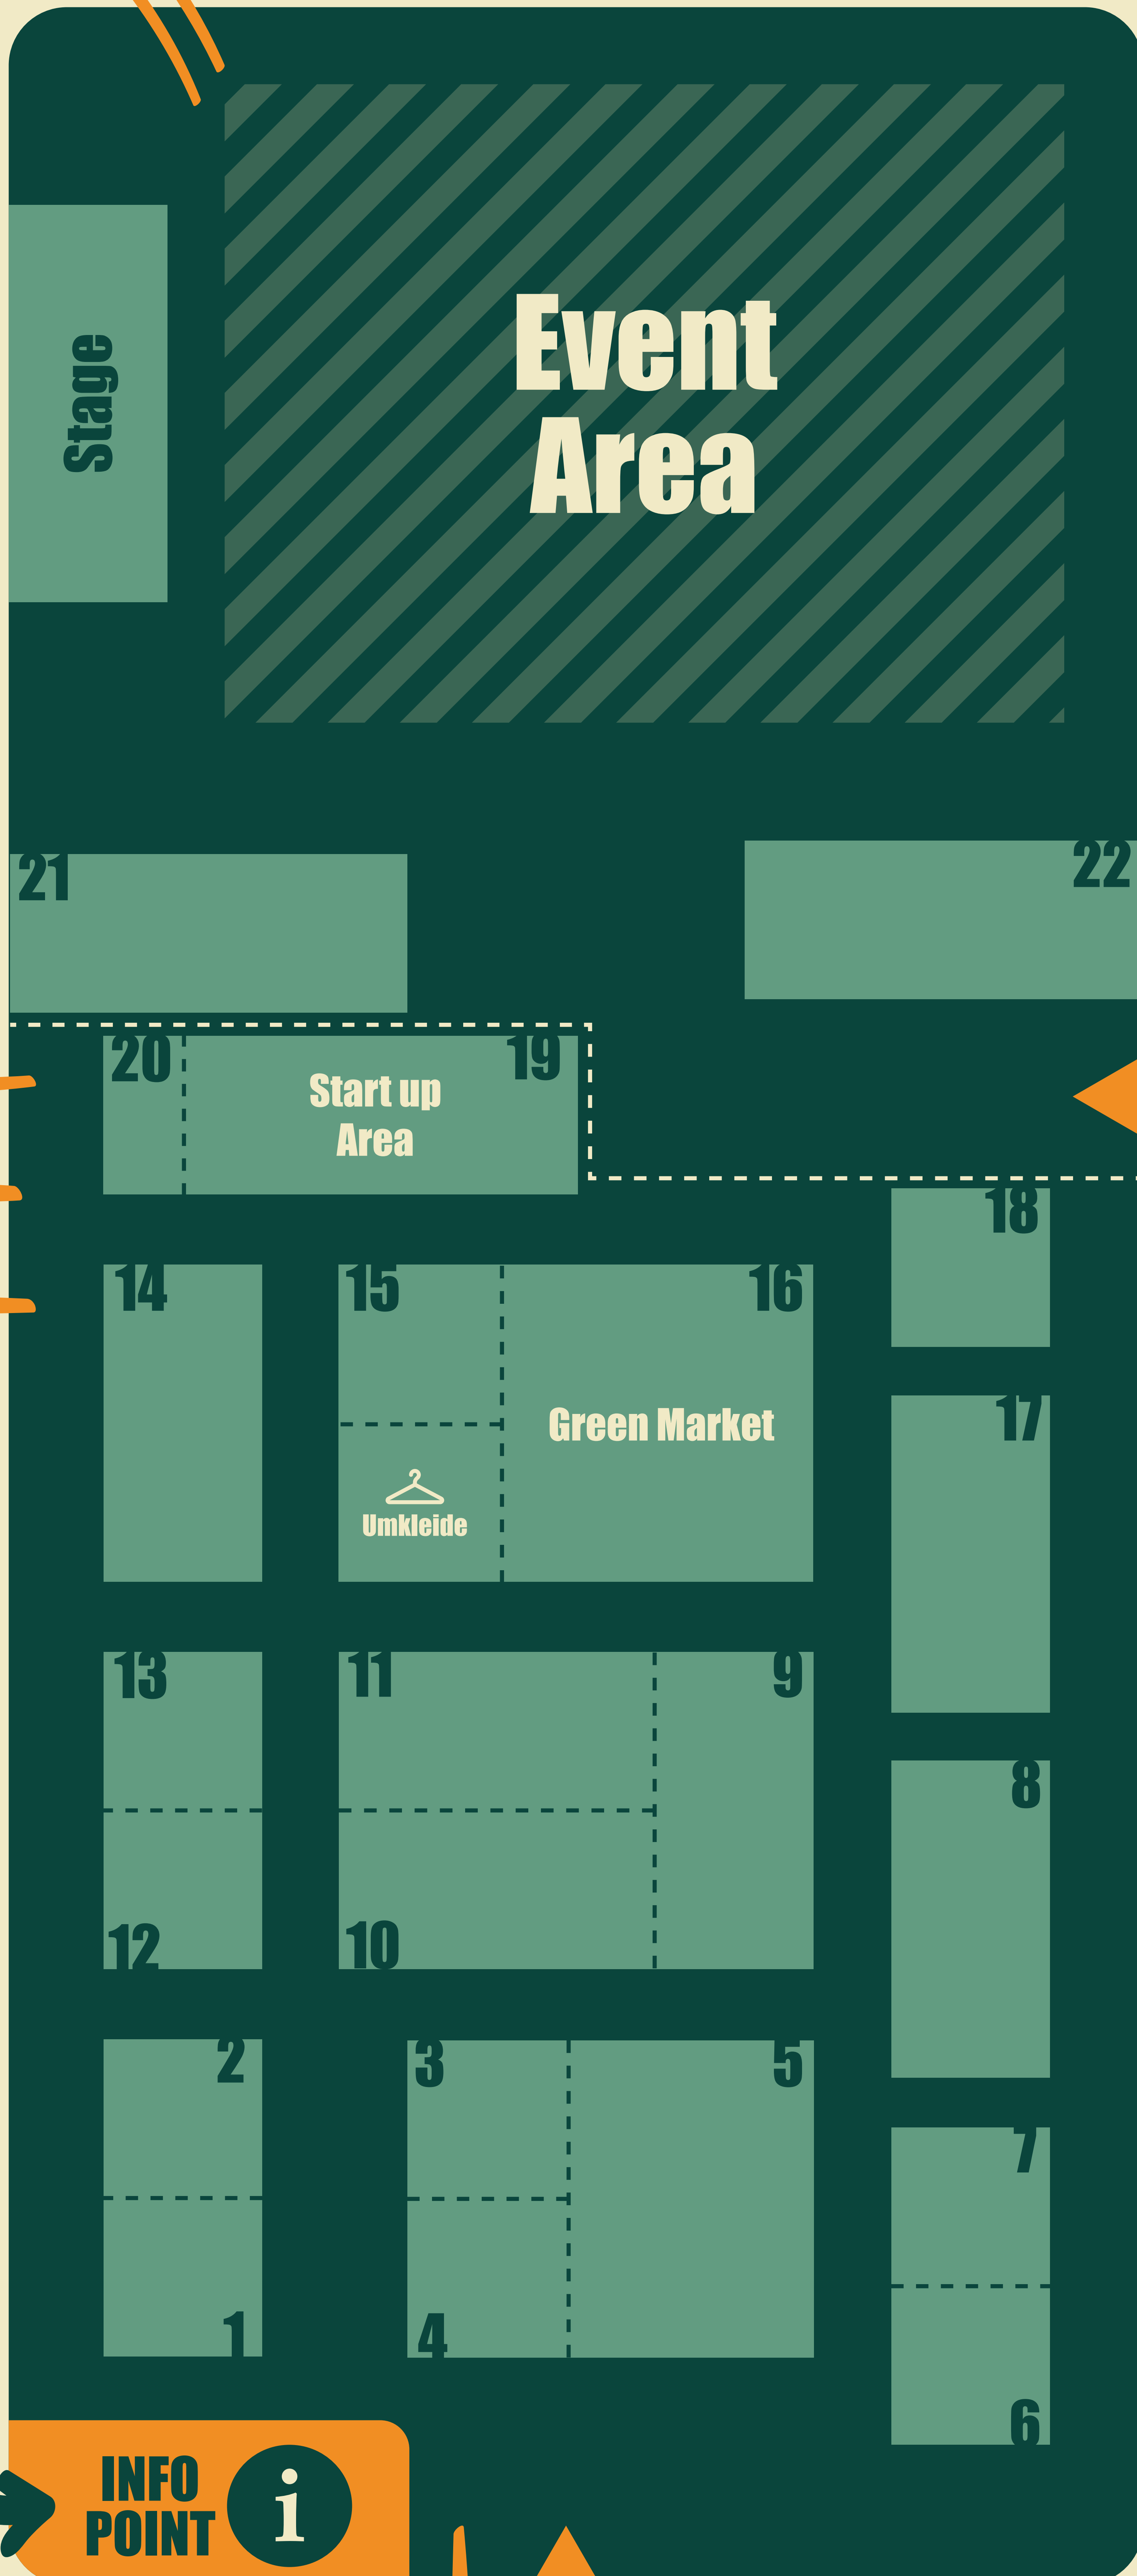 Event
Area
Stage
21
22
20
19
Start up
Area
18
14
15
16
17
Green Market
Umkleide
13
11
9
8
12
10
2
3
5
7
1
4
6
INFO
POINT
i